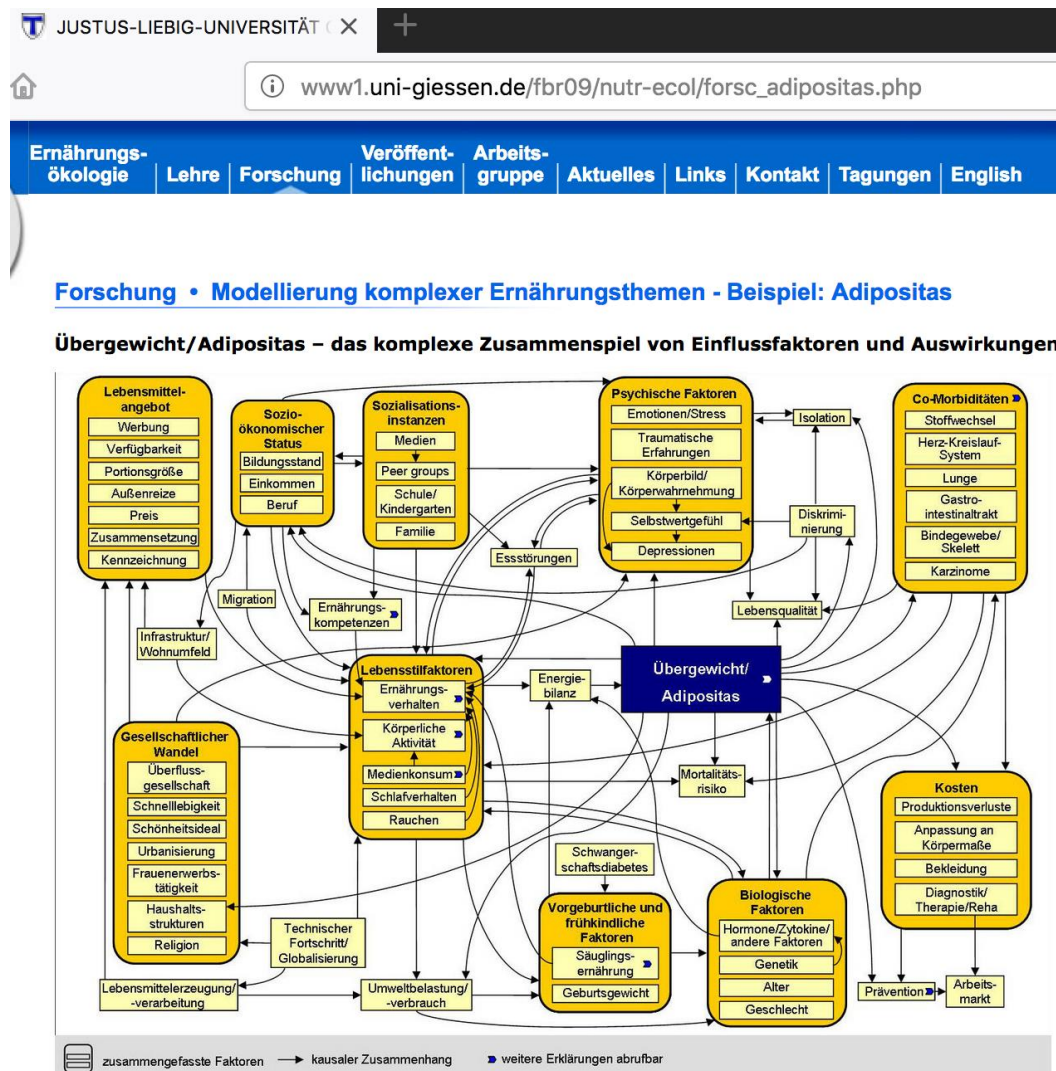 JUSTUS-LIEBIG-UNIVERSITÄT
www1.uni-giessen.de/fbr09/nutr-ecol/forsc_adipositas.php
Ernährungs-
ökologie
Lehre
Forschung
Veröffent-
lichungen
Arbeits-
gruppe
Aktuelles
Links
Kontakt
Tagungen
English
Forschung • Modellierung komplexer Ernährungsthemen - Beispiel: Adipositas
Übergewicht/Adipositas – das komplexe Zusammenspiel von Einflussfaktoren und Auswirkungen
Lebensmittel-
angebot
Werbung
Verfügbarkeit
Portionsgröße
Außenreize
Preis
Zusammensetzung
Kennzeichnung
Sozio-
ökonomischer
Status
Bildungsstand
Einkommen
Beruf
Sozialisations-
instanzen
Medien
Peer groups
Schule/
Kindergarten
Familie
Psychische Faktoren
Emotionen/Stress
Traumatische
Erfahrungen
Körperbild/
Körperwahrnehmung
Selbstwertgefühl
Depressionen
Isolation
Diskrimi-
nierung
Lebensqualität
Co-Morbiditäten
Stoffwechsel
Herz-Kreislauf-
System
Lunge
Gastro-
intestinaltrakt
Bindegewebe/
Skelett
Karzinome
Essstörungen
Migration
Ernährungs-
kompetenzen
Infrastruktur/
Wohnumfeld
Lebensstilfaktoren
Ernährungs-
verhalten
Körperliche
Aktivität
Medienkonsum
Schlafverhalten
Rauchen
Energie-
bilanz
Übergewicht/
Adipositas
Mortalitäts-
risiko
Gesellschaftlicher
Wandel
Überfluss-
gesellschaft
Schnelllebigkeit
Schönheitsideal
Urbanisierung
Frauenerwerbs-
tätigkeit
Haushalts-
strukturen
Religion
Kosten
Produktionsverluste
Anpassung an
Körpermaße
Bekleidung
Diagnostik/
Therapie/Reha
Schwanger-
schaftsdiabetes
Vorgeburtliche und
frühkindliche
Faktoren
Säuglings-
ernährung
Geburtsgewicht
Biologische
Faktoren
Hormone/Zytokine/
andere Faktoren
Genetik
Alter
Geschlecht
Technischer
Fortschritt/
Globalisierung
Lebensmittelerzeugung/
-verarbeitung
Umweltbelastung/
-verbrauch
Prävention
Arbeits-
markt
zusammengefasste Faktoren
kausaler Zusammenhang
weitere Erklärungen abrufbar